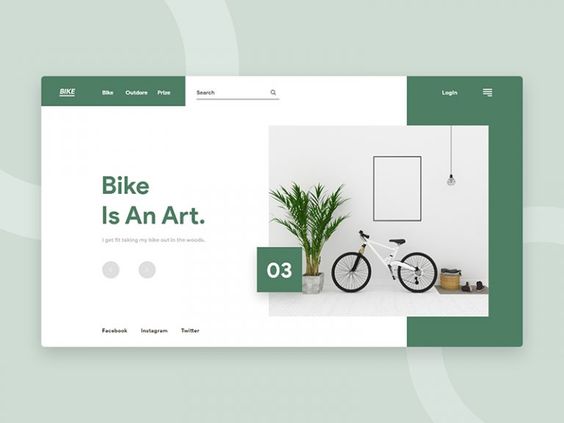 BIKE
Bike Outdore Prize
Search
Login
Bike
Is An Art.
I get fit taking my bike out in the woods.
03
Facebook Instagram Twitter